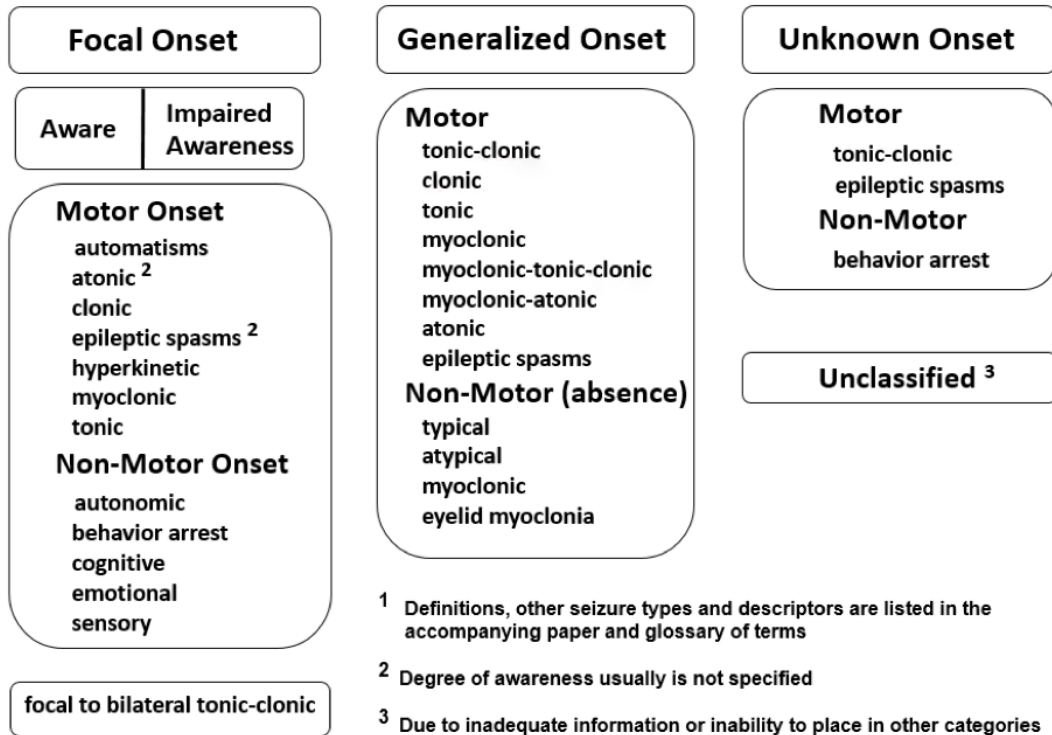 Focal Onset
Aware
Impaired
Awareness
Motor Onset
automatisms
atonic ²
clonic
epileptic spasms ²
hyperkinetic
myoclonic
tonic
Non-Motor Onset
autonomic
behavior arrest
cognitive
emotional
sensory
focal to bilateral tonic-clonic
Generalized Onset
Motor
tonic-clonic
clonic
tonic
myoclonic
myoclonic-tonic-clonic
myoclonic-atonic
atonic
epileptic spasms
Non-Motor (absence)
typical
atypical
myoclonic
eyelid myoclonia
Unknown Onset
Motor
tonic-clonic
epileptic spasms
Non-Motor
behavior arrest
Unclassified ³
¹ Definitions, other seizure types and descriptors are listed in the
accompanying paper and glossary of terms
² Degree of awareness usually is not specified
³ Due to inadequate information or inability to place in other categories